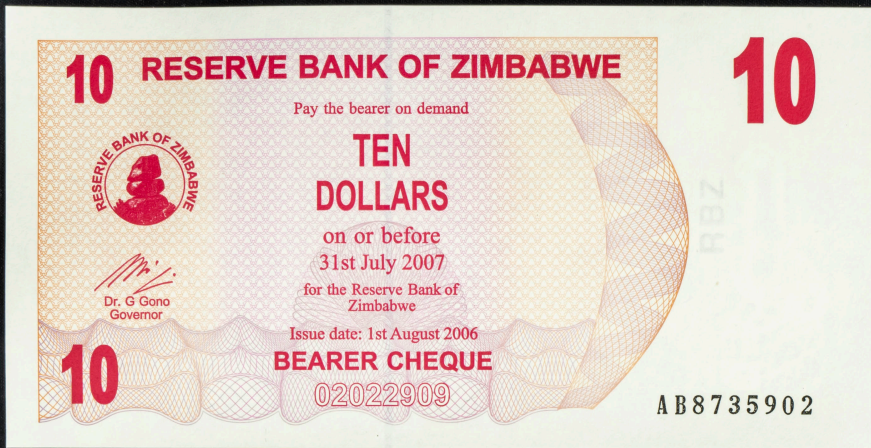 10 RESERVE BANK OF ZIMBABWE 10
Pay the bearer on demand
TEN
DOLLARS
RESERVE BANK OF ZIMBABWE
on or before
31st July 2007
for the Reserve Bank of
Zimbabwe
Dr. G Gono
Governor
Issue date: 1st August 2006
10 BEARER CHEQUE
02022909
RBZ
AB8735902